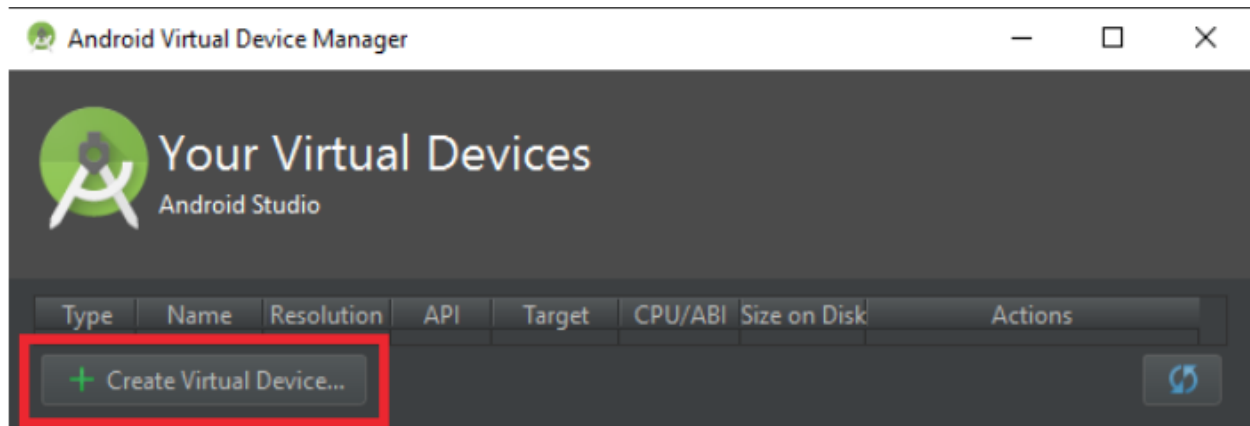 Android Virtual Device Manager
Your Virtual Devices
Android Studio
Type Name Resolution API Target CPU/ABI Size on Disk Actions
Create Virtual Device...